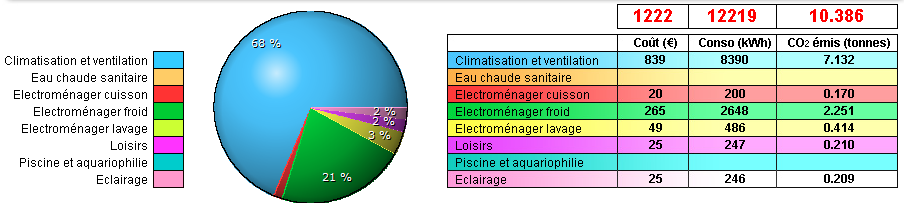 1222 12219 10.386
68 %
2 %
2 %
3 %
21 %
Climatisation et ventilation
Eau chaude sanitaire
Electroménager cuisson
Electroménager froid
Electroménager lavage
Loisirs
Piscine et aquariophilie
Eclairage
Coût (€) Conso (kWh) CO2 émis (tonnes)
Climatisation et ventilation 839 8390 7.132
Eau chaude sanitaire
Electroménager cuisson 20 200 0.170
Electroménager froid 265 2648 2.251
Electroménager lavage 49 486 0.414
Loisirs 25 247 0.210
Piscine et aquariophilie
Eclairage 25 246 0.209